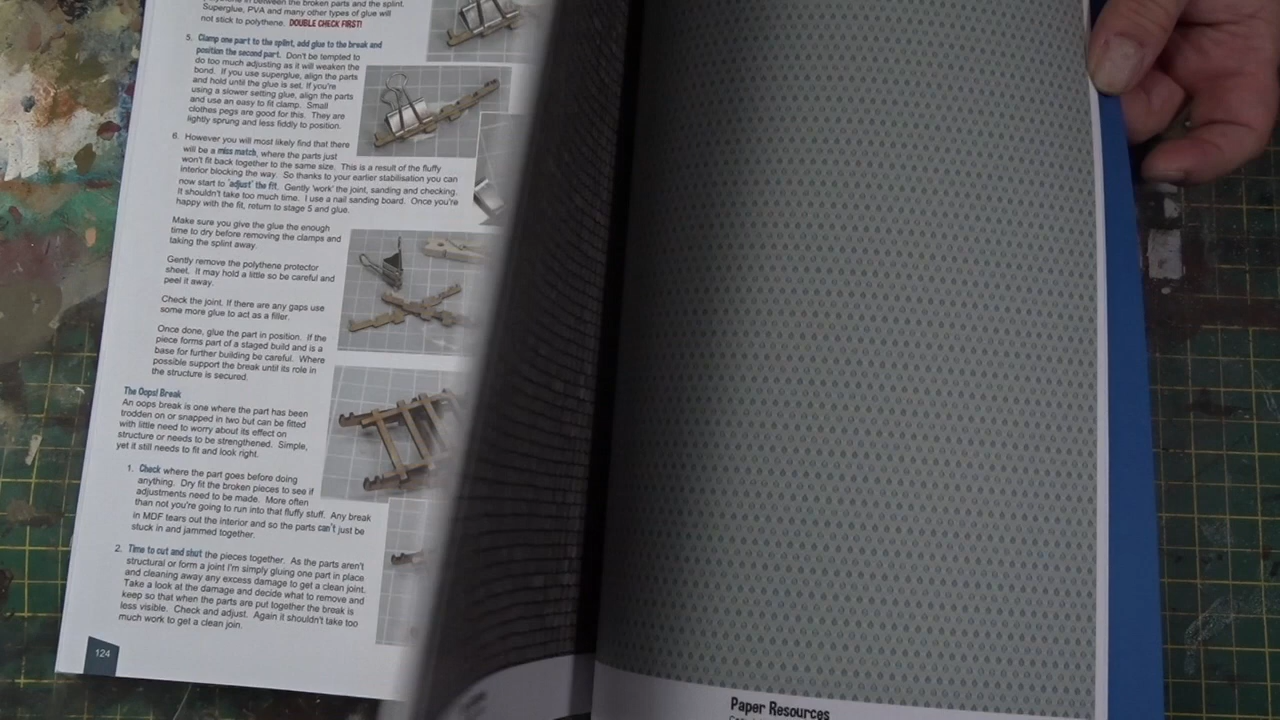 in between the broken parts and the splint.
Superglue, PVA and many other types of glue will
not stick to polythene. DOUBLE CHECK FIRST!
5. Clamp one part to the splint, add glue to the break and
position the second part. Don't be tempted to
do too much adjusting as it will weaken the
bond. If you use superglue, align the parts
and hold until the glue is set. If you're
using a slower setting glue, align the parts
and use an easy to fit clamp. Small
clothes pegs are good for this. They are
lightly sprung and less fiddly to position.
6. However you will most likely find that there
will be a miss match, where the parts just
won't fit back together to the same size. This is a result of the fluffy
interior blocking the way. So thanks to your earlier stabilisation you can
now start to 'adjust' the fit. Gently 'work' the joint, sanding and checking.
It shouldn't take too much time. I use a nail sanding board. Once you're
happy with the fit, return to stage 5 and glue.
Make sure you give the glue the enough
time to dry before removing the clamps and
taking the splint away.
Gently remove the polythene protector
sheet. It may hold a little so be careful and
peel it away.
Check the joint. If there are any gaps use
some more glue to act as a filler.
Once done, glue the part in position. If the
piece forms part of a staged build and is a
base for further building be careful. Where
possible support the break until its role in
the structure is secured.
The Oops! Break
An oops break is one where the part has been
trodden on or snapped in two but can be fitted
with little need to worry about its effect on
structure or needs to be strengthened. Simple,
yet it still needs to fit and look right.
1. Check where the part goes before doing
anything. Dry fit the broken pieces to see if
adjustments need to be made. More often
than not you're going to run into that fluffy stuff. Any break
in MDF tears out the interior and so the parts can't just be
stuck in and jammed together.
2. Time to cut and shut the pieces together. As the parts aren't
structural or form a joint I'm simply gluing one part in place
and cleaning away any excess damage to get a clean joint.
Take a look at the damage and decide what to remove and
keep so that when the parts are put together the break is
less visible. Check and adjust. Again it shouldn't take too
much work to get a clean join.
124
Paper Resources